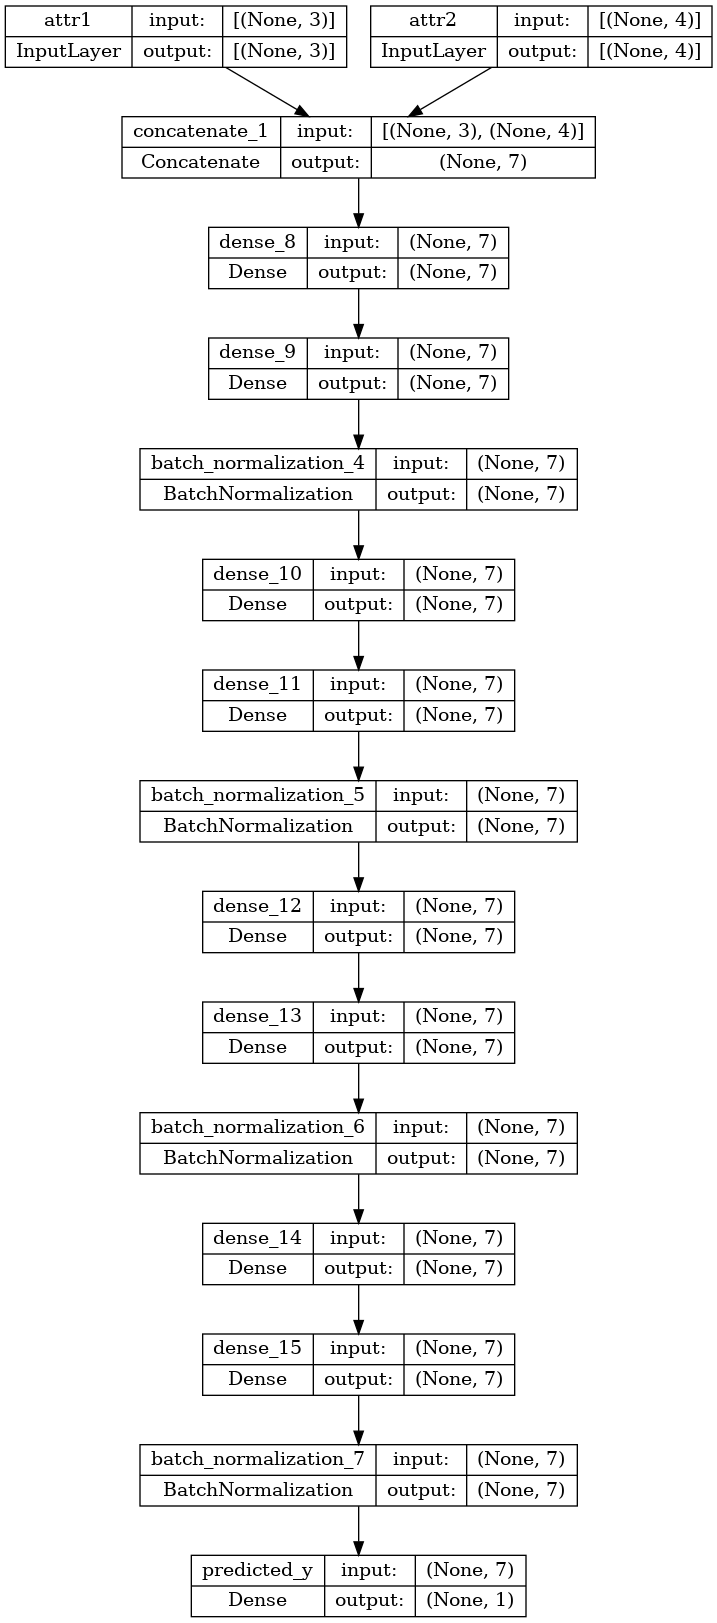 attr1 input: [(None, 3)]
InputLayer output: [(None, 3)]
attr2 input: [(None, 4)]
InputLayer output: [(None, 4)]
concatenate_1 input: [(None, 3), (None, 4)]
Concatenate output: (None, 7)
dense_8 input: (None, 7)
Dense output: (None, 7)
dense_9 input: (None, 7)
Dense output: (None, 7)
batch_normalization_4 input: (None, 7)
BatchNormalization output: (None, 7)
dense_10 input: (None, 7)
Dense output: (None, 7)
dense_11 input: (None, 7)
Dense output: (None, 7)
batch_normalization_5 input: (None, 7)
BatchNormalization output: (None, 7)
dense_12 input: (None, 7)
Dense output: (None, 7)
dense_13 input: (None, 7)
Dense output: (None, 7)
batch_normalization_6 input: (None, 7)
BatchNormalization output: (None, 7)
dense_14 input: (None, 7)
Dense output: (None, 7)
dense_15 input: (None, 7)
Dense output: (None, 7)
batch_normalization_7 input: (None, 7)
BatchNormalization output: (None, 7)
predicted_y input: (None, 7)
Dense output: (None, 1)